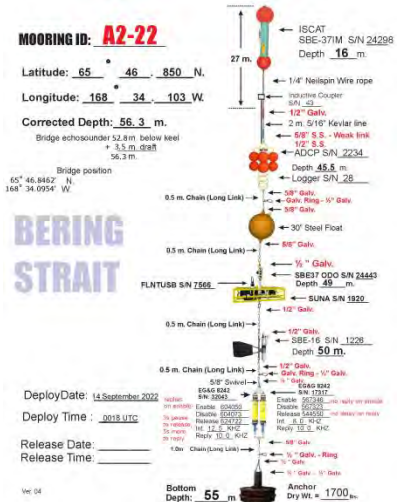 MOORING ID: A2-22
Latitude: 65 ° 46 . 850 N.
Longitude: 168 ° 34 . 103 W.
Corrected Depth: 56. 3 m.
Bridge echosounder 52.8m below keel
+ 3.5 m. draft
56.3 m.
Bridge position
65° 46.8462' N.
168° 34.0954' W.
BERING
STRAIT
27 m.
ISCAT
SBE-37IM S/N 24298
Depth 16 m.
1/4" Neilspin Wire rope
Inductive Coupler
S/N 43
1/2" Galv.
2 m. 5/16" Kevlar line
5/8" S.S. - Weak link
1/2" S.S.
ADCP S/N 2234
Depth 45.5 m.
Logger S/N 28
0.5 m. Chain (Long Link)
5/8" Galv.
Galv. Ring - ½" Galv.
5/8" Galv.
30" Steel Float
5/8" Galv.
0.5 m. Chain (Long Link)
½ " Galv.
SBE37 ODO S/N 24443
Depth 49 m.
FLNTUSB S/N 7566
SUNA S/N 1920
1/2" Galv.
0.5 m. Chain (Long Link)
1/2" Galv.
SBE-16 S/N 1226
Depth 50 m.
0.5 m. Chain (Long Link)
1/2" Galv.
Galv. Ring - ½" Galv.
½ " Galv.
5/8" Swivel
EG&G 8242
S/N: 32043
Enable 604050
Disable 604073
Release 624722
Int. 12.5 KHZ
Reply 10.0 KHZ
EG&G 8242
S/N: 17317
Enable 567346
Disable 567323
Release 544550
Int. 8.0 KHZ
Reply 10.0 KHZ
1.0m Chain (Long Link)
5/8" Galv.
½ " Galv. - Ring
½ " Galv.
DeployDate: 14 September 2022
Deploy Time : 0018 UTC
Release Date:
Release Time:
Ver. 04
Bottom
Depth: 55 m
Anchor
Dry Wt. 1700 lbs.